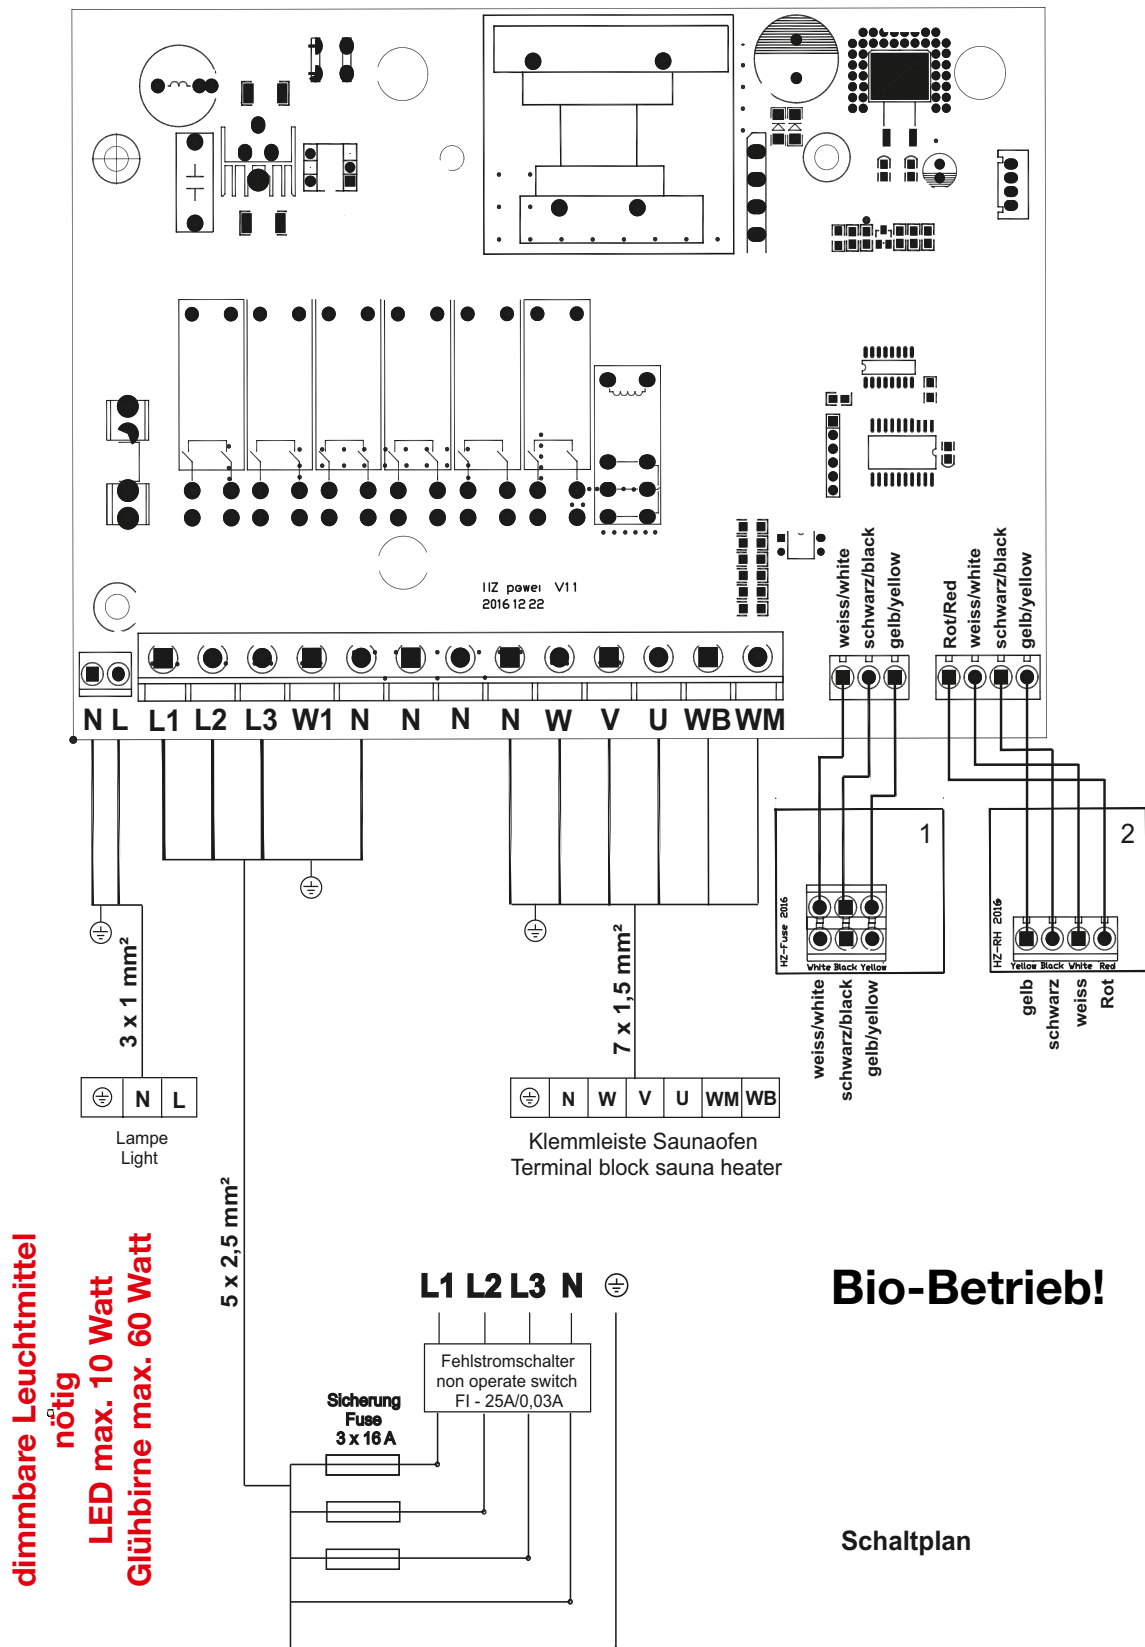 IIZ power V11
2016 12 22
weiss/white
schwarz/black
gelb/yellow
Rot/Red
weiss/white
schwarz/black
gelb/yellow
N L L1 L2 L3 W1 N N N N W V U WB WM
1
2
HZ-Fuse 2016
White Black Yellow
HZ-RH 2016
Yellow Black White Red
weiss/white
schwarz/black
gelb/yellow
gelb
schwarz
weiss
Rot
3 x 1 mm²
7 x 1,5 mm²
N L
Lampe
Light
N W V U WM WB
Klemmleiste Saunaofen
Terminal block sauna heater
5 x 2,5 mm²
dimmbare Leuchtmittel
nötig
LED max. 10 Watt
Glühbirne max. 60 Watt
L1 L2 L3 N
Fehlstromschalter
non operate switch
FI - 25A/0,03A
Sicherung
Fuse
3 x 16 A
Bio-Betrieb!
Schaltplan